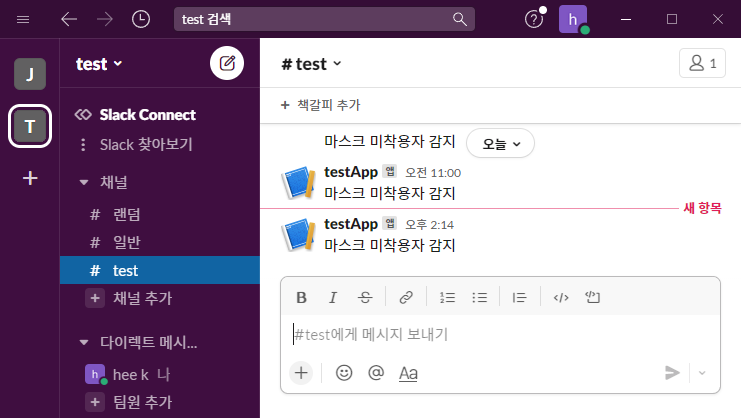 test 검색
h
J
T
test
Slack Connect
Slack 찾아보기
채널
# 랜덤
# 일반
# test
채널 추가
다이렉트 메시...
h hee k 나
팀원 추가
# test
1
책갈피 추가
마스크 미착용자 감지
오늘
testApp 앱 오전 11:00
마스크 미착용자 감지
새 항목
testApp 앱 오후 2:14
마스크 미착용자 감지
B I S
#test에게 메시지 보내기
Aa